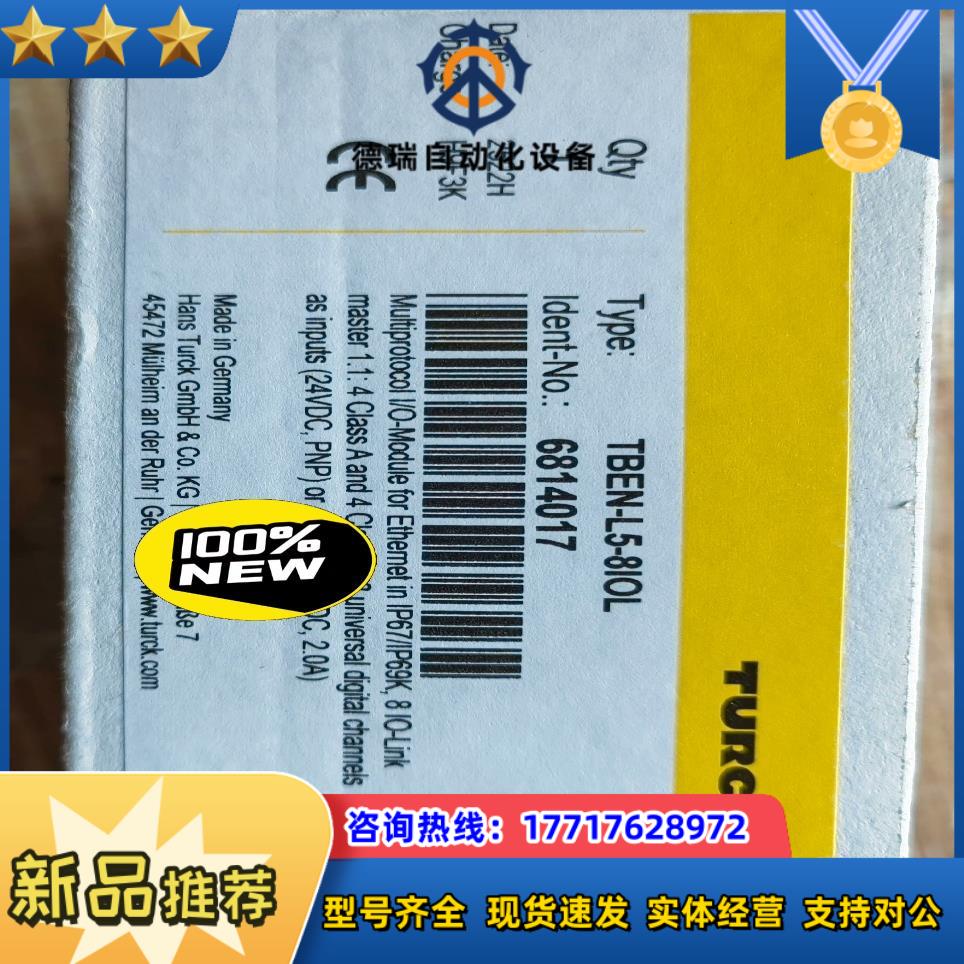 德瑞自动化设备
Date:
Qty
CE
Type: TBEN-L5-8IOL
Ident-No.: 6814017
Multiprotocol I/O-Module for Ethernet in IP67/IP69K, 8 IO-Link
master 1.1: 4 Class A and 4
universal digital channels
as inputs (24VDC, PNP) or
2.0A)
Made in Germany
Hans Turck GmbH & Co. KG
7
45472 Mülheim an der Ruhr |
www.turck.com
TURC
100%
NEW
咨询热线：17717628972
新品推荐
型号齐全 现货速发 实体经营 支持对公